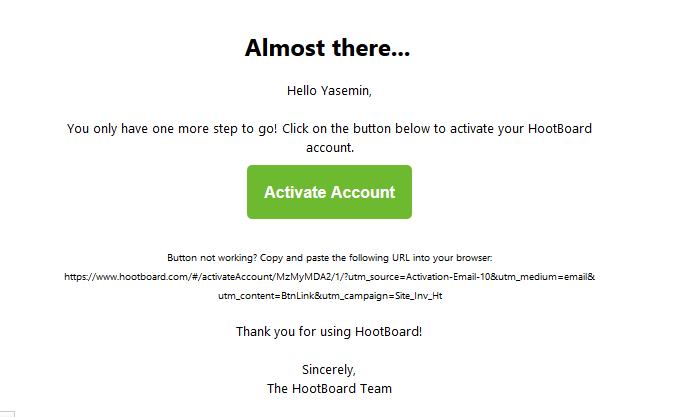 Almost there...
Hello Yasemin,
You only have one more step to go! Click on the button below to activate your HootBoard
account.
Activate Account
Button not working? Copy and paste the following URL into your browser:
https://www.hootboard.com/#/activateAccount/MzMyMDA2/1/?utm_source=Activation-Email-10&utm_medium=email&
utm_content=BtnLink&utm_campaign=Site_Inv_Ht
Thank you for using HootBoard!
Sincerely,
The HootBoard Team